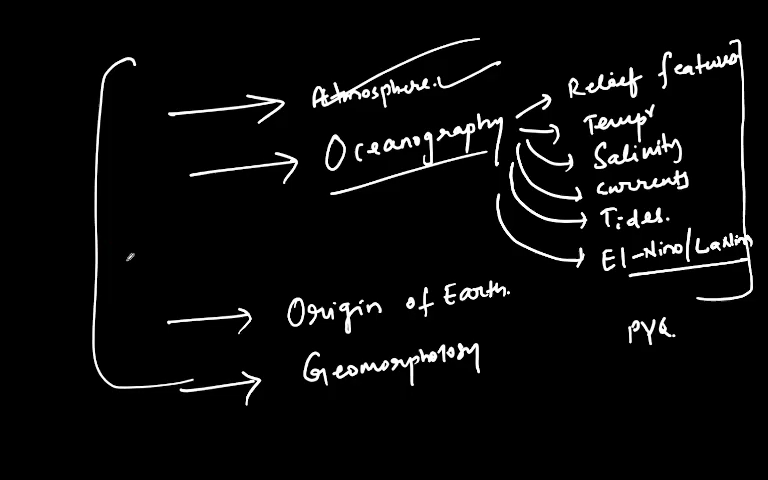 Atmosphere.
Oceanography
Relief features
Tempr
Salinity
Currents
Tides.
El-Nino/LaNina
Origin of Earth.
PYQ.
Geomorphology